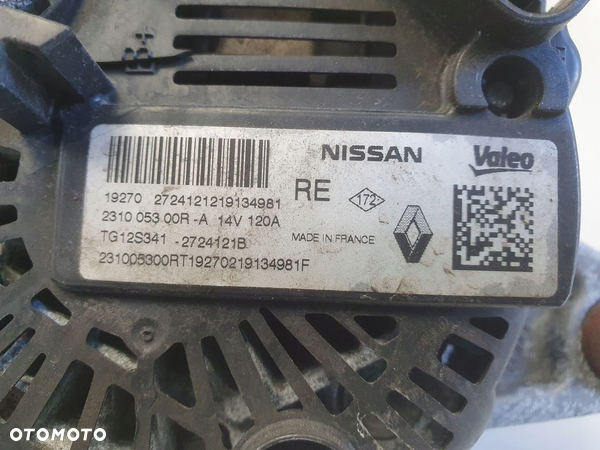 B+
NISSAN
Valeo
19270 2724121219134981
RE
172
2310 053 00R-A 14V 120A
TG12S341 -2724121B
MADE IN FRANCE
231005300RT19270219134981F
OTOMOTO